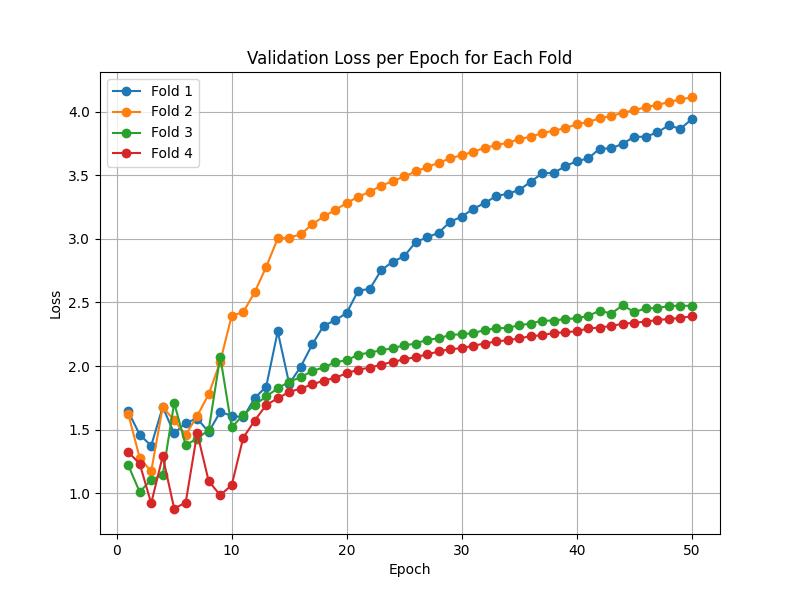 Validation Loss per Epoch for Each Fold
Fold 1
Fold 2
Fold 3
Fold 4
4.0
3.5
3.0
2.5
2.0
1.5
1.0
Loss
0
10
20
30
40
50
Epoch